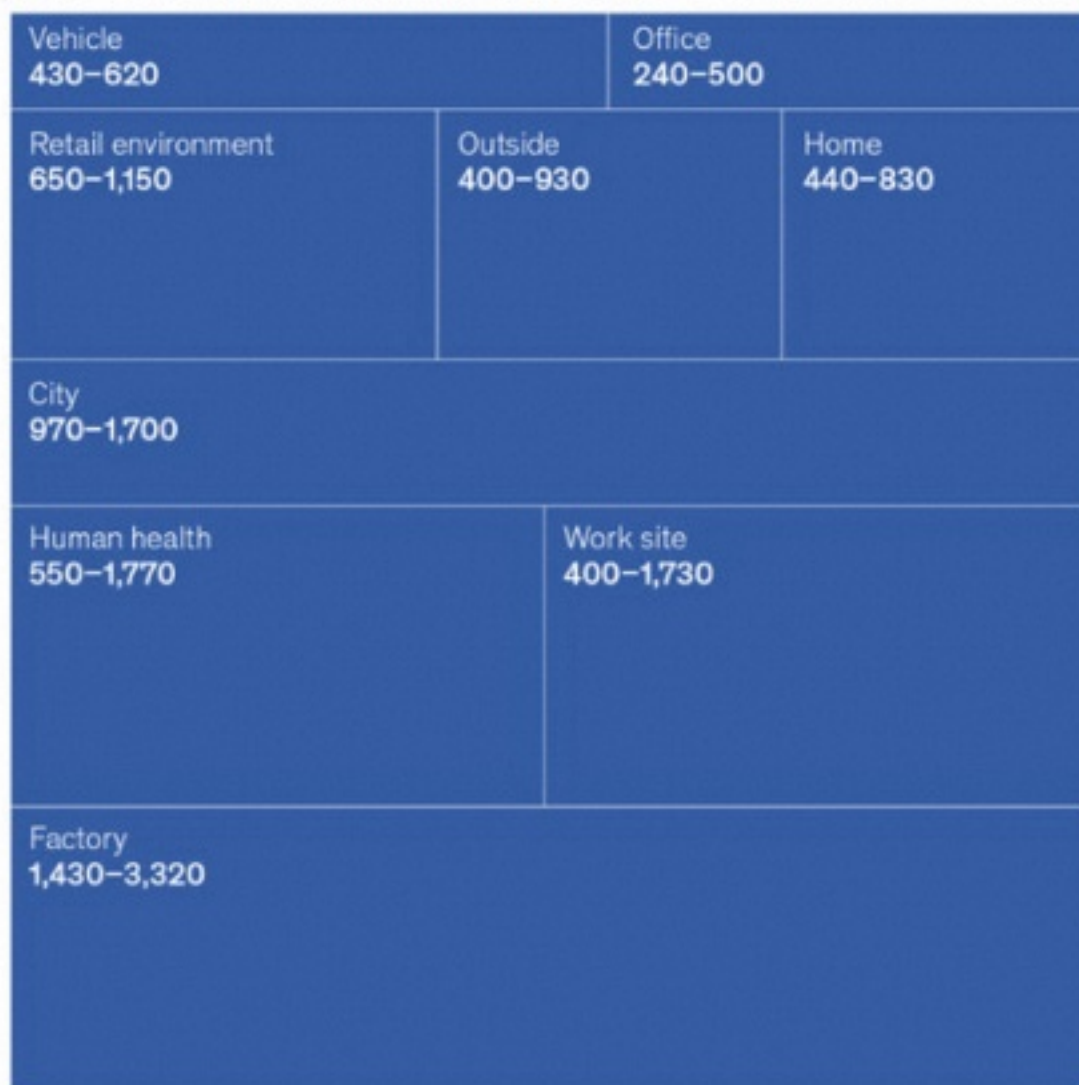 Vehicle
430–620
Office
240–500
Retail environment
650–1,150
Outside
400–930
Home
440–830
City
970–1,700
Human health
550–1,770
Work site
400–1,730
Factory
1,430–3,320